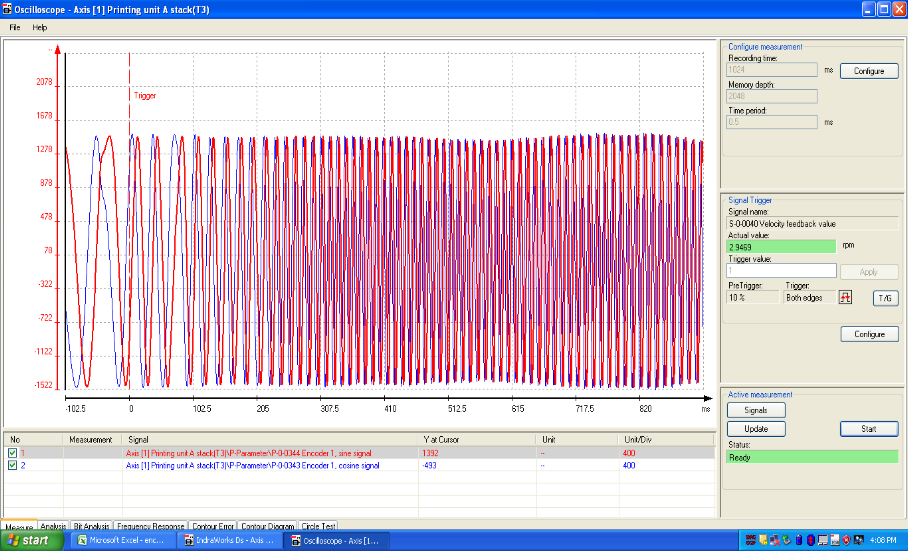 Oscilloscope - Axis [1] Printing unit A stack(T3)
File Help
2078
1678
1278
878
478
78
-322
-722
-1122
-1522
Trigger
-102.5 0 102.5 205 307.5 410 512.5 615 717.5 820 ms
No Measurement Signal Y at Cursor Unit Unit/Div
1 Axis [1] Printing unit A stack(T3)\P-Parameter\P-0-0344 Encoder 1, sine signal 1392 -- 400
2 Axis [1] Printing unit A stack(T3)\P-Parameter\P-0-0343 Encoder 1, cosine signal -493 -- 400
Measure Analysis Bit Analysis Frequency Response Contour Error Contour Diagram Circle Test
Configure measurement
Recording time:
1024 ms Configure
Memory depth:
2048
Time period:
0.5 ms
Signal Trigger
Signal name:
S-0-0040 Velocity feedback value
Actual value:
2.9469 rpm
Trigger value:
1 Apply
PreTrigger: Trigger:
10 % Both edges T/G
Configure
Active measurement
Signals
Update Start
Status:
Ready
start Microsoft Excel - enc... IndraWorks Ds - Axis ... Oscilloscope - Axis [1... 4:08 PM